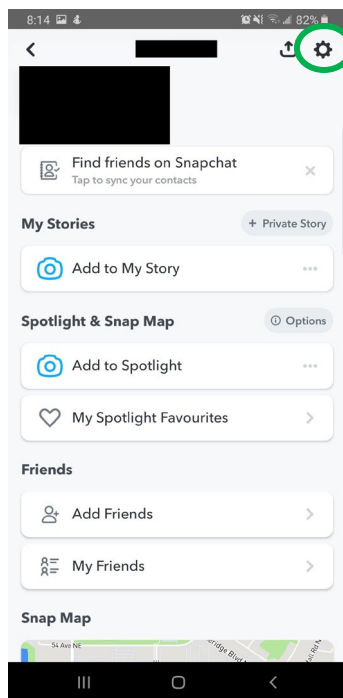 8:14 82%
Find friends on Snapchat
Tap to sync your contacts
My Stories + Private Story
Add to My Story
Spotlight & Snap Map Options
Add to Spotlight
My Spotlight Favourites
Friends
Add Friends
My Friends
Snap Map
54 Ave NE